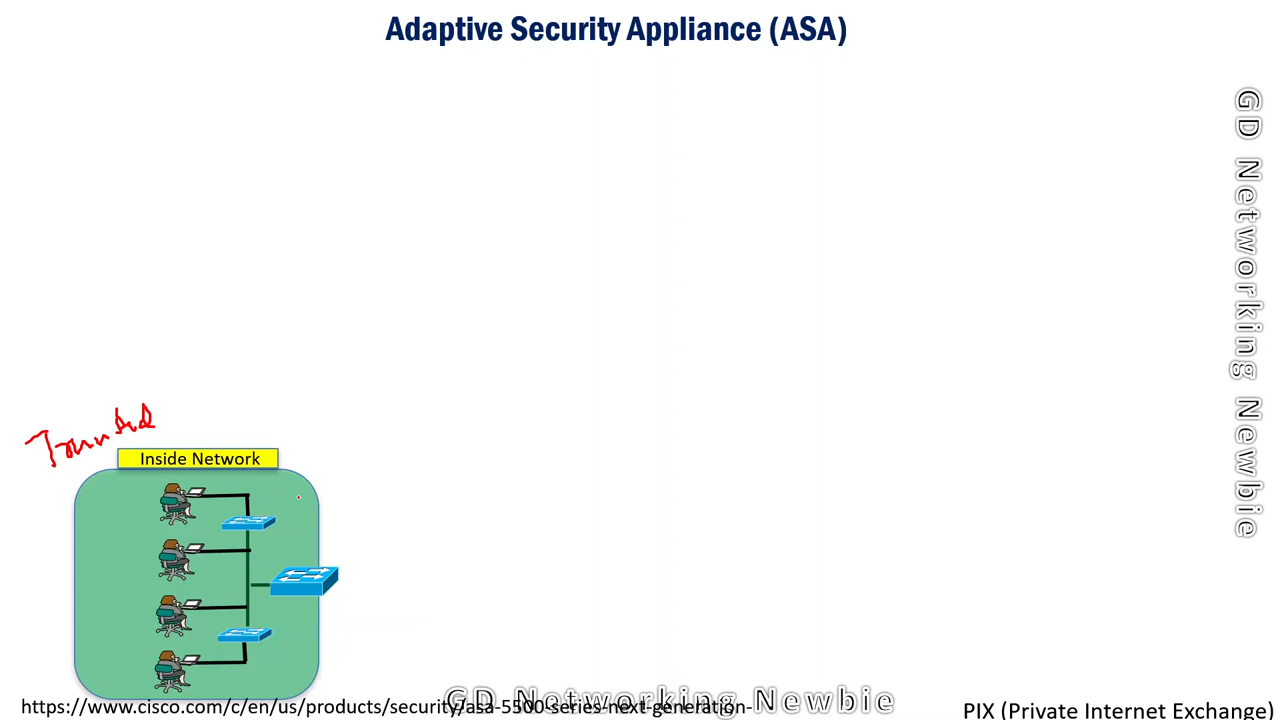 Adaptive Security Appliance (ASA)
GD Networking Newbie
Trusted
Inside Network
GD Networking Newbie
https://www.cisco.com/c/en/us/products/security/asa-5500-series-next-generation-
PIX (Private Internet Exchange)